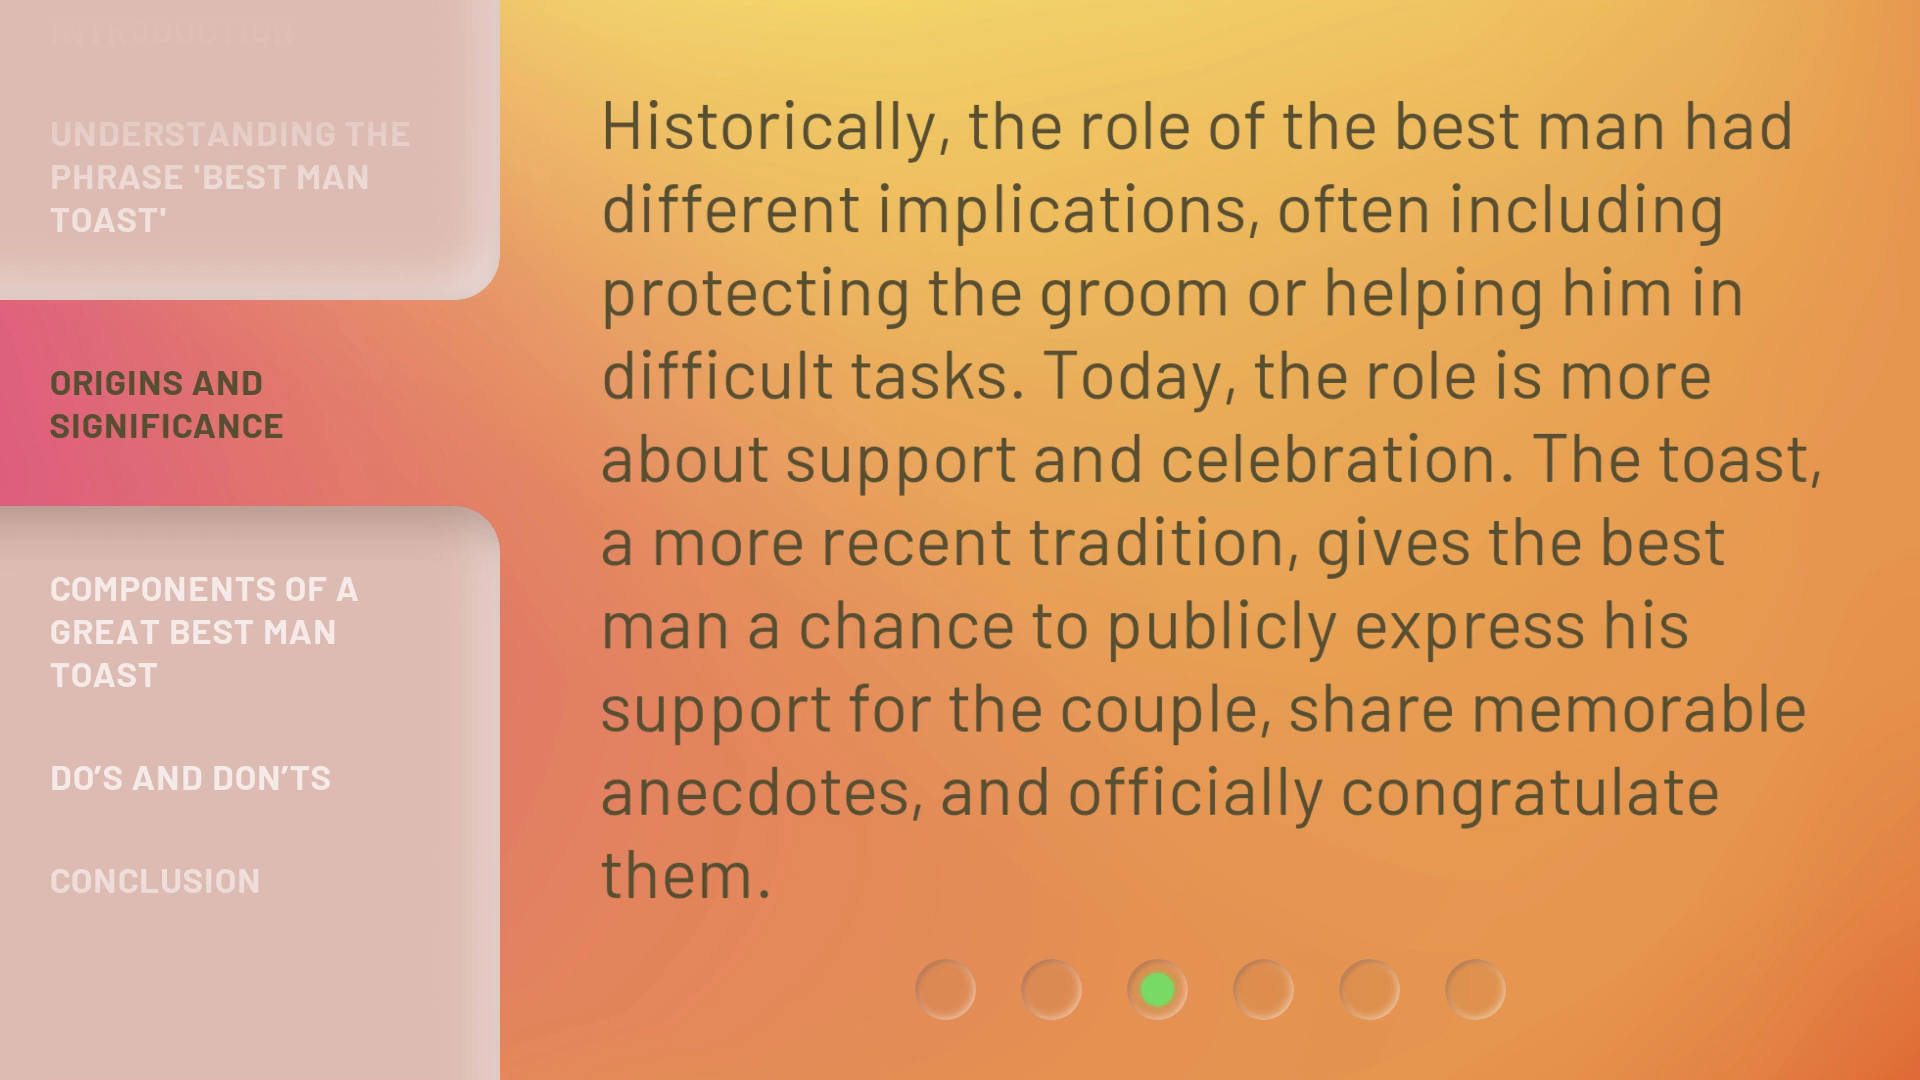 INTRODUCTION
UNDERSTANDING THE
PHRASE 'BEST MAN
TOAST'
ORIGINS AND
SIGNIFICANCE
COMPONENTS OF A
GREAT BEST MAN
TOAST
DO'S AND DON'TS
CONCLUSION
Historically, the role of the best man had
different implications, often including
protecting the groom or helping him in
difficult tasks. Today, the role is more
about support and celebration. The toast,
a more recent tradition, gives the best
man a chance to publicly express his
support for the couple, share memorable
anecdotes, and officially congratulate
them.